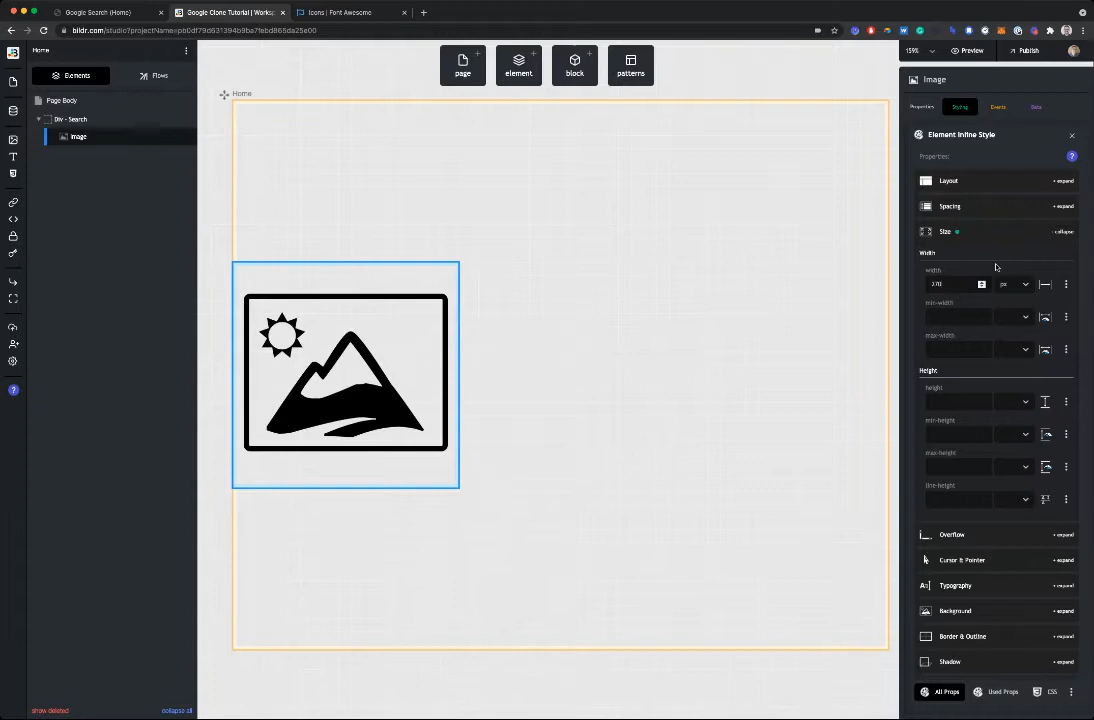 Google Search (Home)
Google Clone Tutorial | Works
Icons | Font Awesome
bildr.com/studio?projectName=pb0df79d631394b9ba7febd865da25e00
Home
page
element
block
patterns
159%
Preview
Publish
Elements
Flows
Page Body
Div - Search
Image
Home
Image
Properties
Styling
Events
Element Inline Style
Properties:
Layout
+ expand
Spacing
+ expand
Size
- collapse
Width
width
270
px
min-width
max-width
Height
height
min-height
max-height
line-height
Overflow
+ expand
Cursor & Pointer
+ expand
Typography
+ expand
Background
+ expand
Border & Outline
+ expand
Shadow
+ expand
All Props
Used Props
CSS
show deleted
collapse all